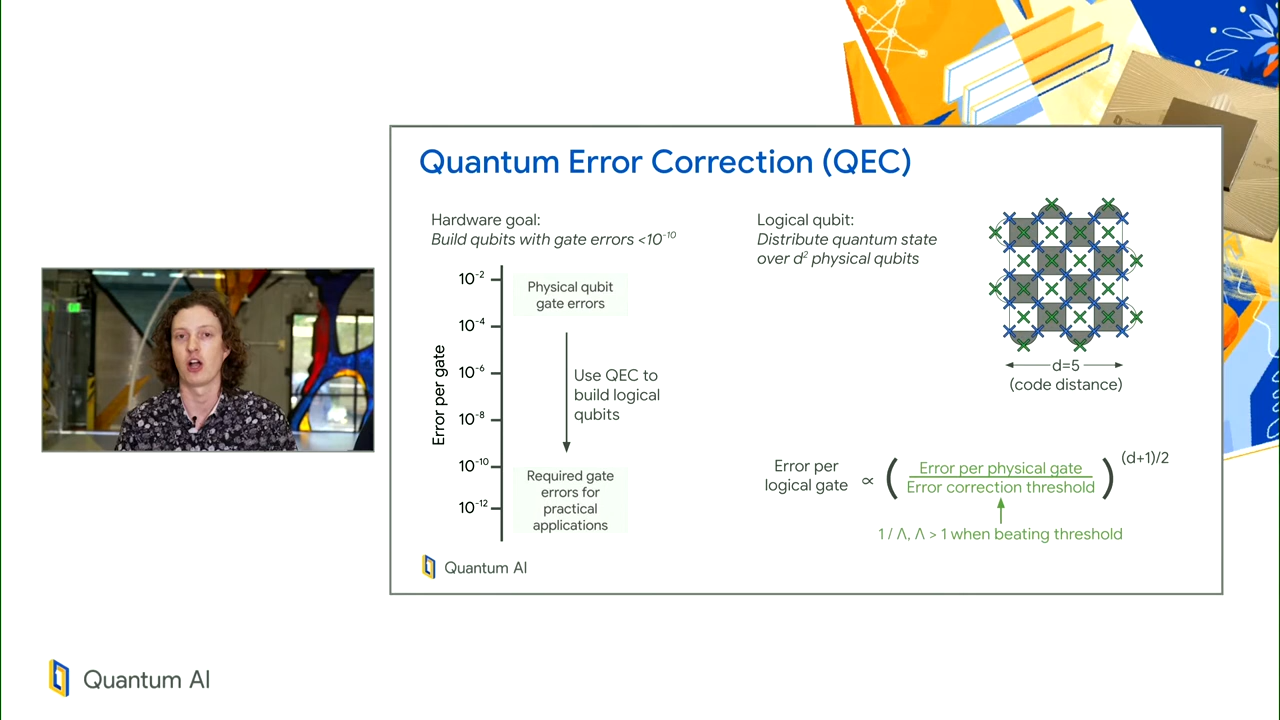 Quantum Error Correction (QEC)
Hardware goal:
Build qubits with gate errors <10⁻¹⁰
Error per gate
10⁻²
10⁻⁴
10⁻⁶
10⁻⁸
10⁻¹⁰
10⁻¹²
Physical qubit
gate errors
Use QEC to
build logical
qubits
Required gate
errors for
practical
applications
Logical qubit:
Distribute quantum state
over d² physical qubits
d=5
(code distance)
Error per
logical gate
∝
( Error per physical gate
Error correction threshold ) (d+1)/2
1 / Λ, Λ > 1 when beating threshold
Quantum AI
Quantum AI